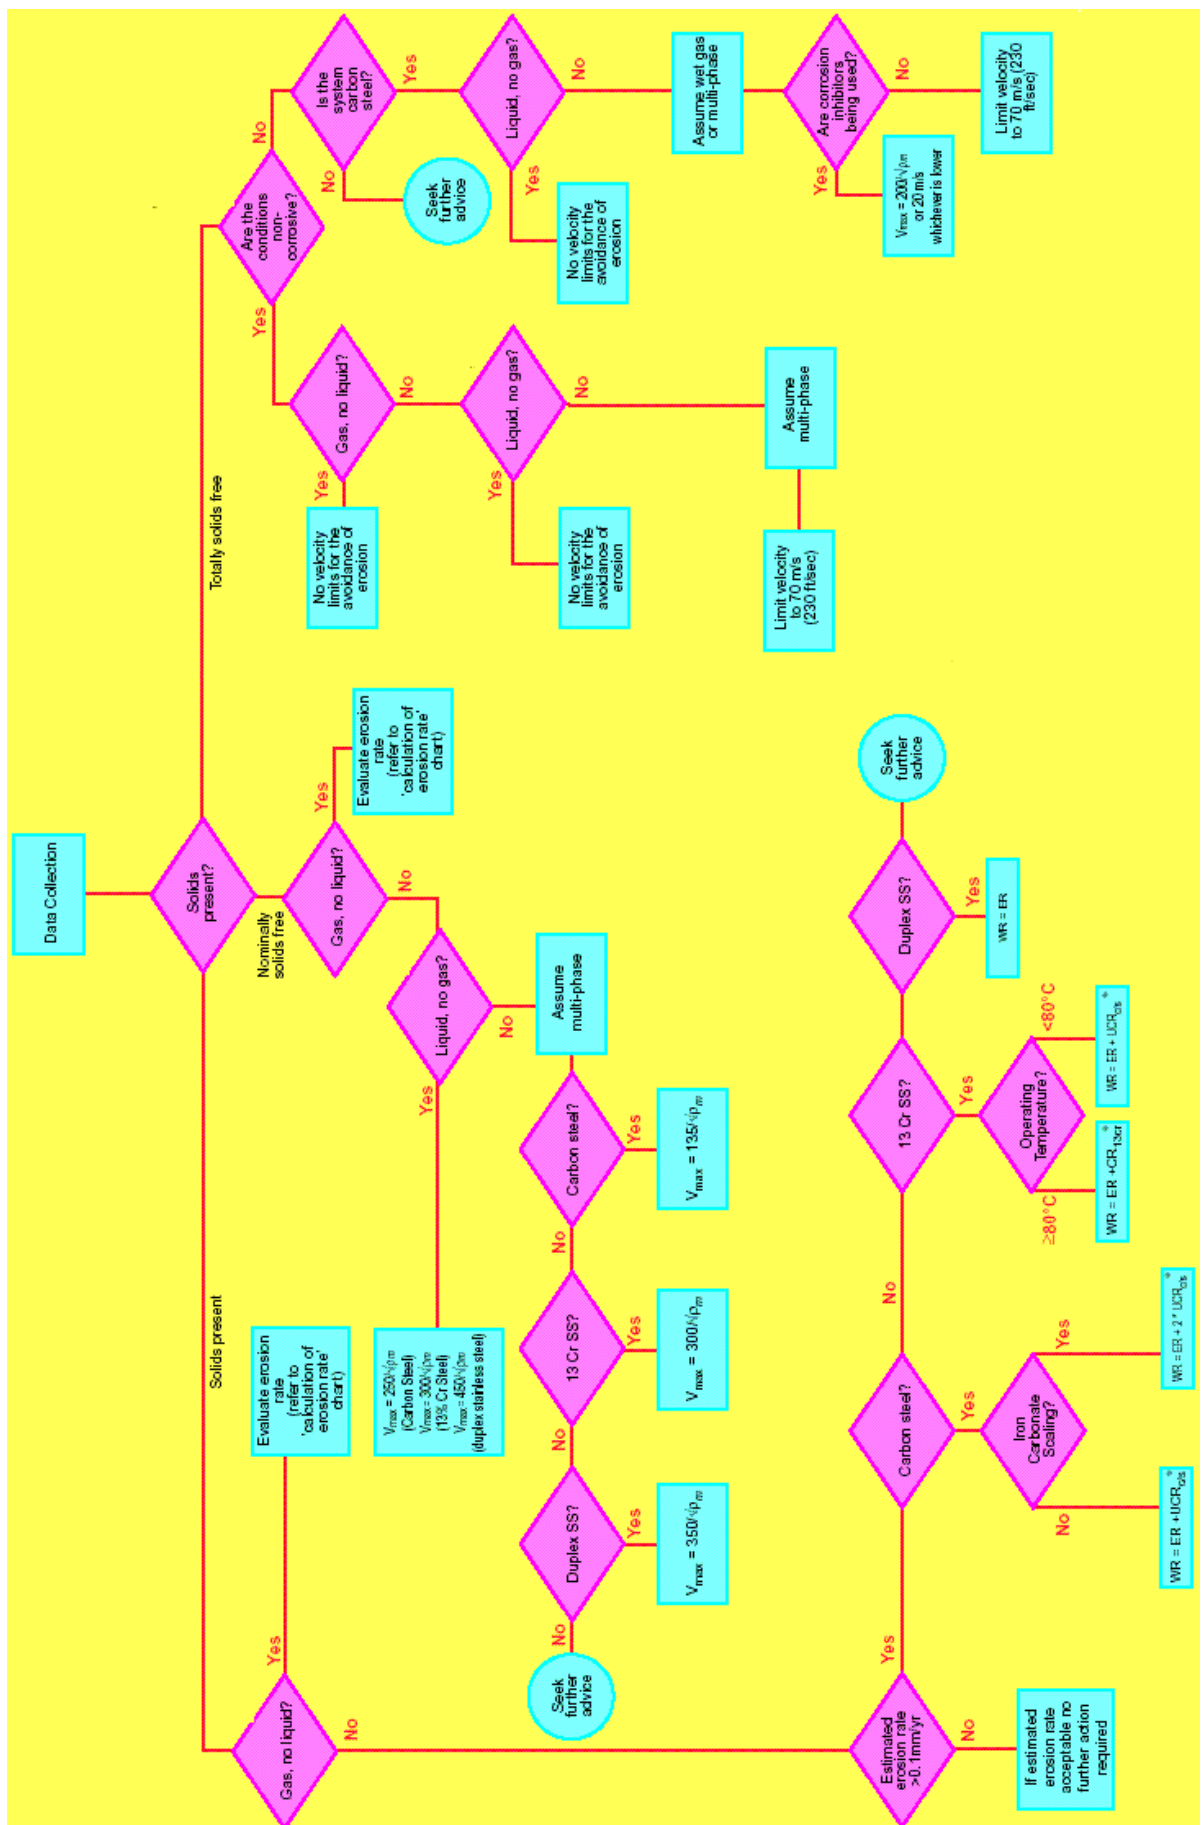 Data Collection
Solids
present?
Solids present
Nominally
solids free
Totally solids free
Gas, no liquid?
Yes
No
Evaluate erosion
rate
(refer to
'calculation of
erosion rate'
chart)
Gas, no liquid?
Yes
No
Evaluate erosion
rate
(refer to
'calculation of
erosion rate'
chart)
Liquid, no gas?
Yes
No
Vmax = 250/√ρm
(Carbon Steel)
Vmax = 300/√ρm
(13% Cr Steel)
Vmax = 450/√ρm
(duplex stainless steel)
Assume
multi-phase
Carbon steel?
Yes
No
Vmax = 135/√ρm
13 Cr SS?
Yes
No
Vmax = 300/√ρm
Duplex SS?
Yes
No
Vmax = 350/√ρm
Seek
further
advice
Are the
conditions
non-
corrosive?
Yes
No
Gas, no liquid?
Yes
No
No velocity
limits for the
avoidance of
erosion
Liquid, no gas?
Yes
No
No velocity
limits for the
avoidance of
erosion
Assume
multi-phase
Limit velocity
to 70 m/s
(230 ft/sec)
Is the
system
carbon
steel?
Yes
No
Seek
further
advice
Liquid, no gas?
Yes
No
No velocity
limits for the
avoidance of
erosion
Assume wet gas
or multi-phase
Are corrosion
inhibitors
being used?
Yes
No
Vmax = 200/√ρm
or 20 m/s
whichever is lower
Limit velocity
to 70 m/s (230
ft/sec)
Estimated
erosion rate
>0.1mm/yr
Yes
No
If estimated
erosion rate
acceptable no
further action
required
Carbon steel?
Yes
No
Iron
Carbonate
Scaling?
No
Yes
WR = ER +UCRc/s*
WR = ER + 2 * UCRc/s*
13 Cr SS?
Yes
Operating
Temperature?
≥80°C
<80°C
WR = ER +CR13cr*
WR = ER + UCRc/s*
Duplex SS?
Yes
WR = ER
Seek
further
advice